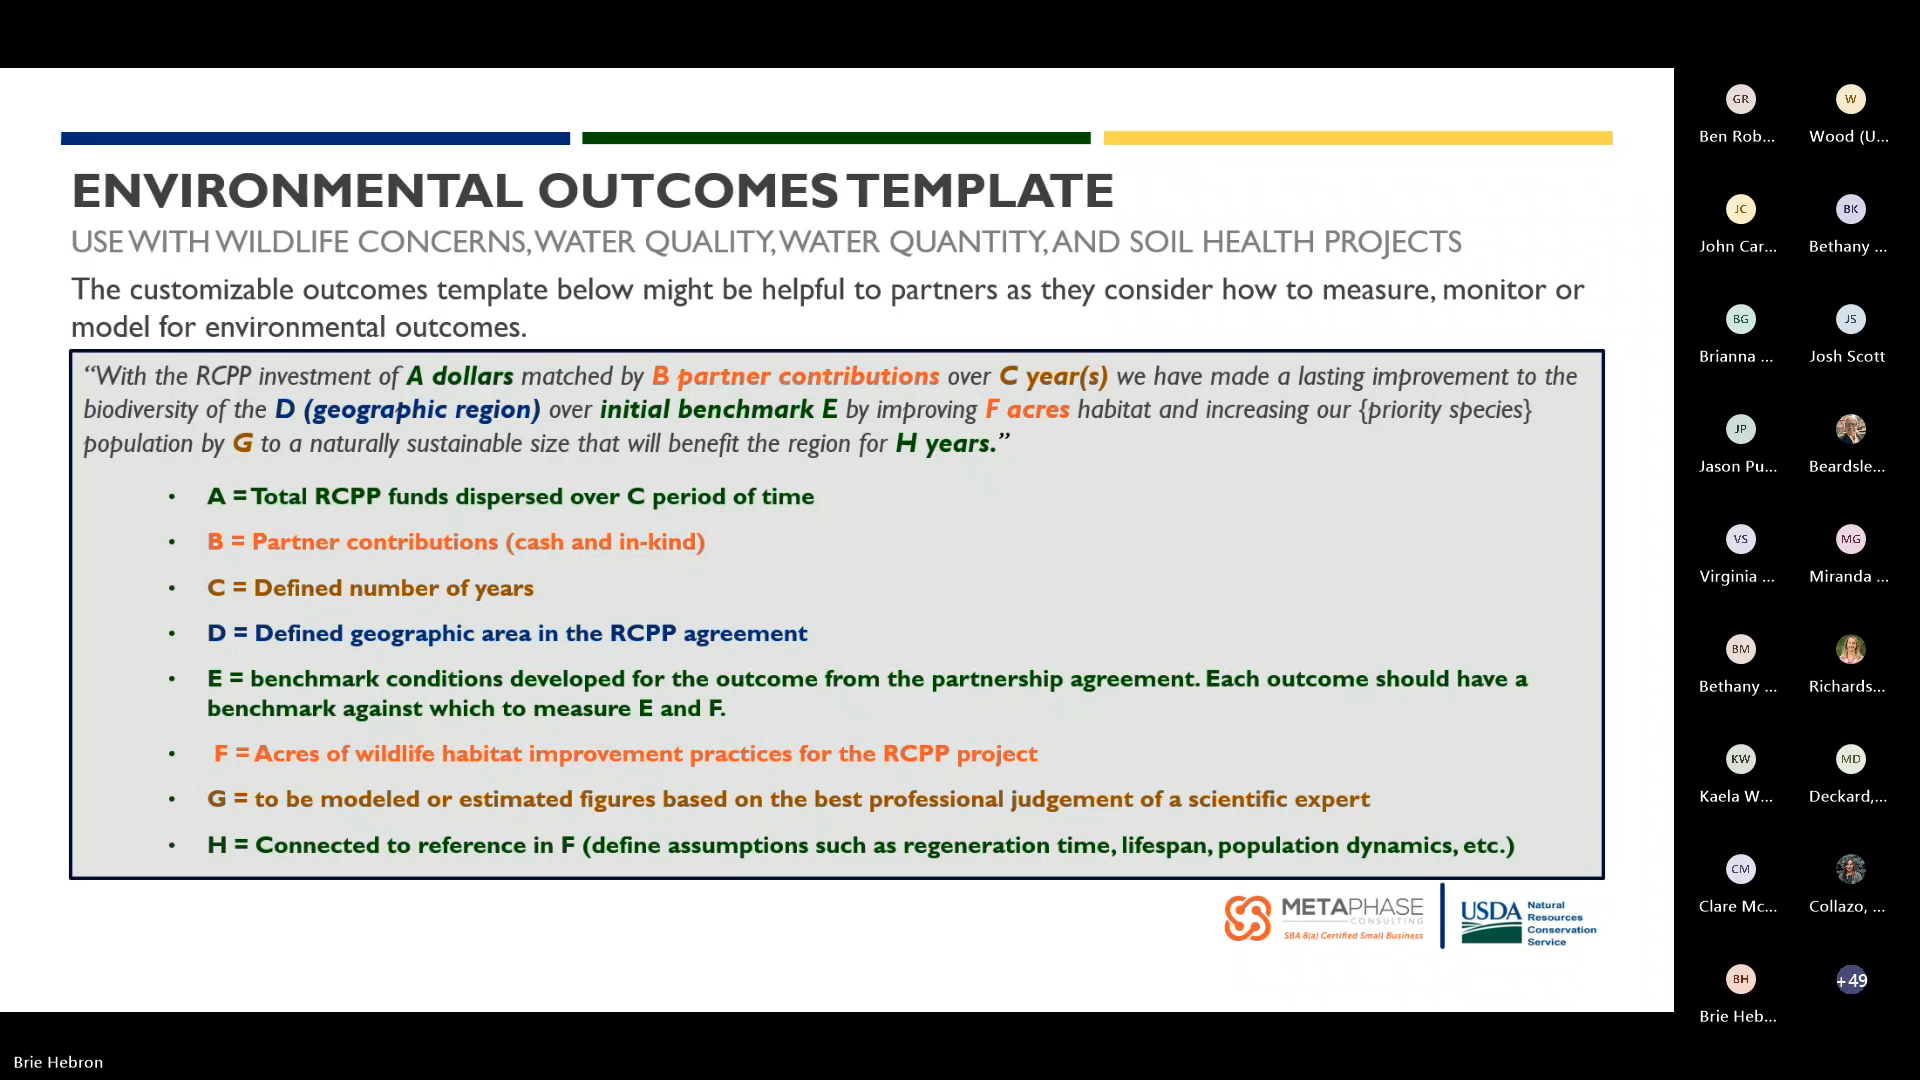 ENVIRONMENTAL OUTCOMES TEMPLATE
USE WITH WILDLIFE CONCERNS, WATER QUALITY, WATER QUANTITY, AND SOIL HEALTH PROJECTS
The customizable outcomes template below might be helpful to partners as they consider how to measure, monitor or
model for environmental outcomes.
“With the RCPP investment of A dollars matched by B partner contributions over C year(s) we have made a lasting improvement to the
biodiversity of the D (geographic region) over initial benchmark E by improving F acres habitat and increasing our {priority species}
population by G to a naturally sustainable size that will benefit the region for H years.”
• A = Total RCPP funds dispersed over C period of time
• B = Partner contributions (cash and in-kind)
• C = Defined number of years
• D = Defined geographic area in the RCPP agreement
• E = benchmark conditions developed for the outcome from the partnership agreement. Each outcome should have a
benchmark against which to measure E and F.
• F = Acres of wildlife habitat improvement practices for the RCPP project
• G = to be modeled or estimated figures based on the best professional judgement of a scientific expert
• H = Connected to reference in F (define assumptions such as regeneration time, lifespan, population dynamics, etc.)
METAPHASE
CONSULTING
SBA 8(a) Certified Small Business
USDA
Natural
Resources
Conservation
Service
GR
W
Ben Rob...
Wood (U...
JC
BK
John Car...
Bethany ...
BG
JS
Brianna ...
Josh Scott
JP
Jason Pu...
Beardsle...
VS
MG
Virginia ...
Miranda ...
BM
Bethany ...
Richards...
KW
MD
Kaela W...
Deckard,...
CM
Clare Mc...
Collazo, ...
BH
+49
Brie Heb...
Brie Hebron